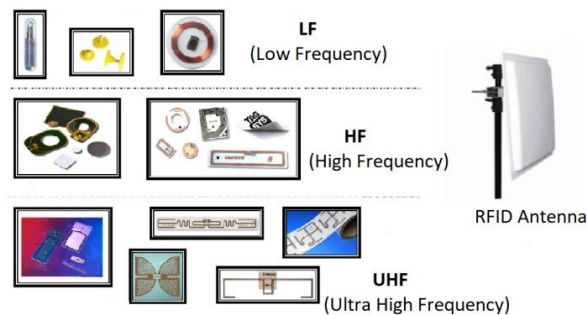 LF
(Low Frequency)
HF
(High Frequency)
RFID Antenna
UHF
(Ultra High Frequency)